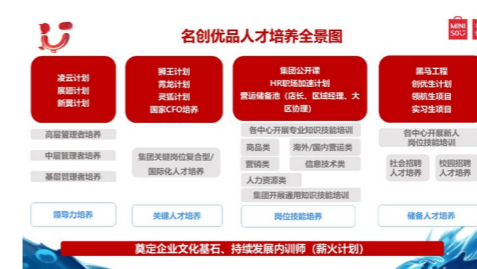 名创优品人才培养全景图
MINI
SO
凌云计划
展翅计划
新翼计划
狮王计划
青龙计划
灵狐计划
国家CFO培养
集团公开课
HR职场加速计划
营运储备池（店长、区域经理、大
区协理）
黑马工程
创优生计划
领航生项目
实习生项目
高层管理者培养
中层管理者培养
基层管理者培养
集团关键岗位复合型/
国际化人才培养
各中心开展专业知识技能培训
商品类
海外/国内营运类
营销类
信息技术类
人力资源类
集团开展通用知识技能培训
各中心开展新人
岗位技能培训
社会招聘
人才培养
校园招聘
人才培养
领导力培养
关键人才培养
岗位技能培养
储备人才培养
奠定企业文化基石、持续发展内训师（薪火计划）